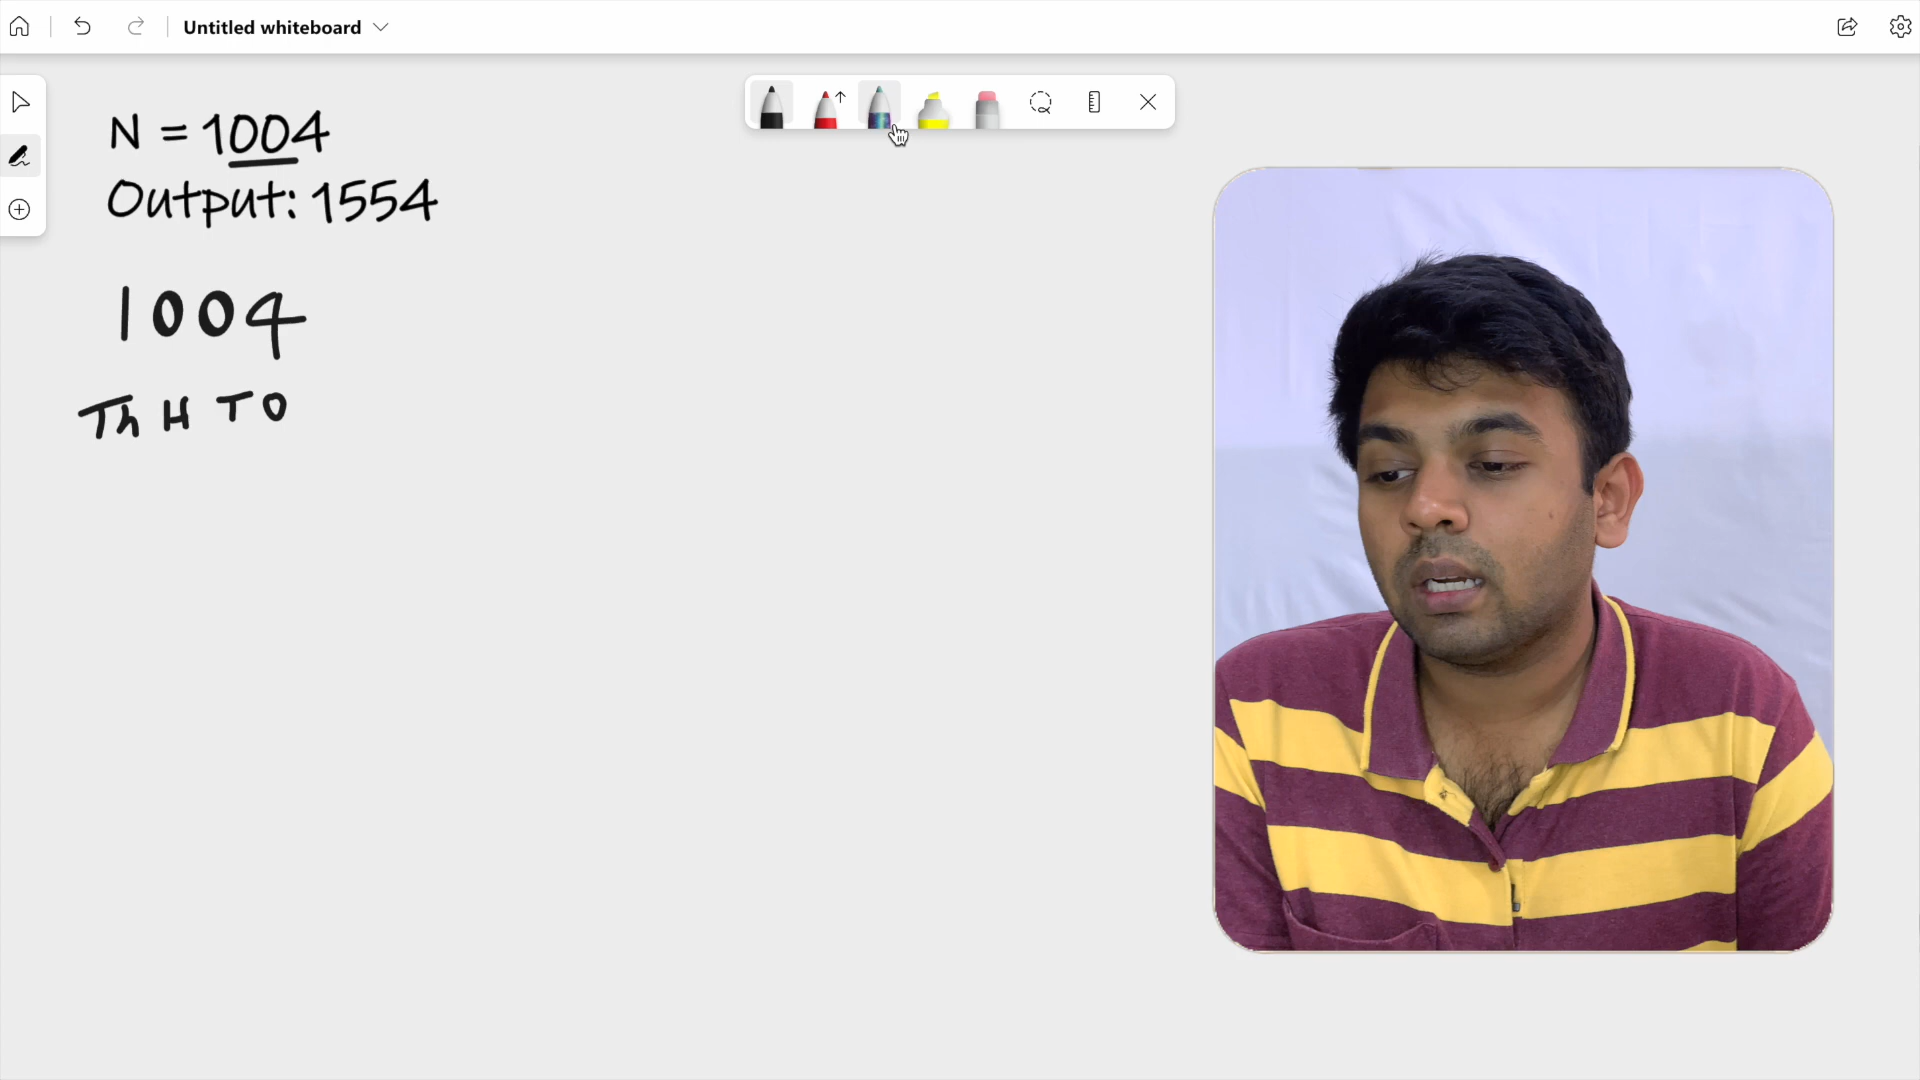 Untitled whiteboard
N = 1004
Output: 1554
1004
Th H T O